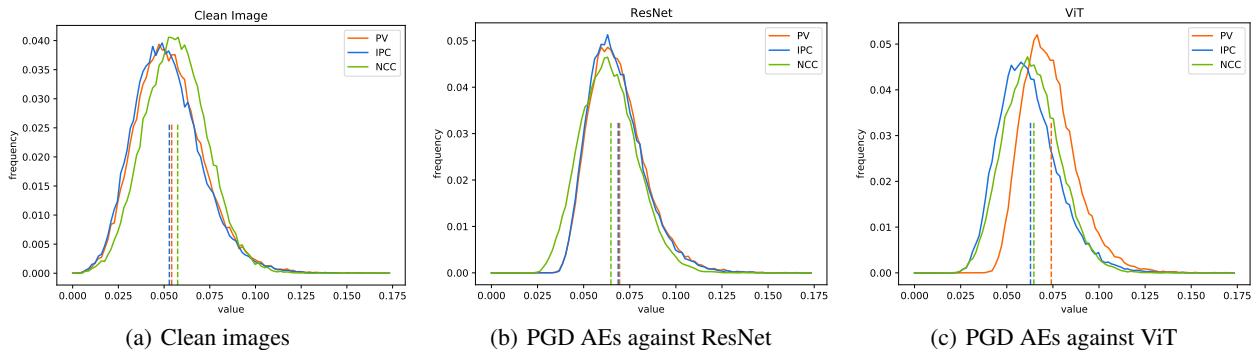 Clean Image
0.040
0.035
0.030
0.025
0.020
0.015
0.010
0.005
0.000
frequency
0.000 0.025 0.050 0.075 0.100 0.125 0.150 0.175
value
PV
IPC
NCC
(a) Clean images
ResNet
0.05
0.04
0.03
0.02
0.01
0.00
frequency
0.000 0.025 0.050 0.075 0.100 0.125 0.150 0.175
value
PV
IPC
NCC
(b) PGD AEs against ResNet
ViT
0.05
0.04
0.03
0.02
0.01
0.00
frequency
0.000 0.025 0.050 0.075 0.100 0.125 0.150 0.175
value
PV
IPC
NCC
(c) PGD AEs against ViT